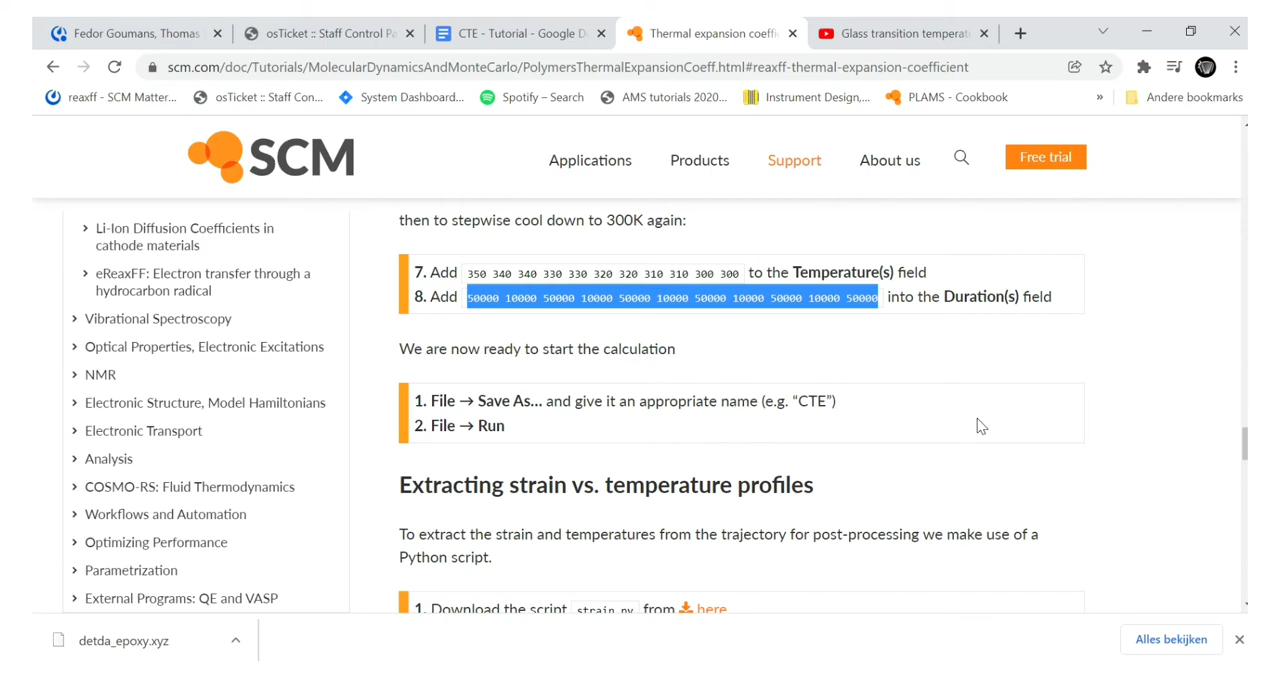 Fedor Goumans, Thomas
osTicket :: Staff Control Pa
CTE - Tutorial - Google D
Thermal expansion coeffi
Glass transition temperat
scm.com/doc/Tutorials/MolecularDynamicsAndMonteCarlo/PolymersThermalExpansionCoeff.html#reaxff-thermal-expansion-coefficient
reaxff - SCM Matter...
osTicket :: Staff Con...
System Dashboard...
Spotify – Search
AMS tutorials 2020...
Instrument Design,...
PLAMS - Cookbook
»
Andere bookmarks
SCM
Applications
Products
Support
About us
Free trial
Li-Ion Diffusion Coefficients in
cathode materials
eReaxFF: Electron transfer through a
hydrocarbon radical
Vibrational Spectroscopy
Optical Properties, Electronic Excitations
NMR
Electronic Structure, Model Hamiltonians
Electronic Transport
Analysis
COSMO-RS: Fluid Thermodynamics
Workflows and Automation
Optimizing Performance
Parametrization
External Programs: QE and VASP
then to stepwise cool down to 300K again:
7. Add 350 340 340 330 330 320 320 310 310 300 300 to the Temperature(s) field
8. Add 50000 10000 50000 10000 50000 10000 50000 10000 50000 10000 50000 into the Duration(s) field
We are now ready to start the calculation
1. File → Save As... and give it an appropriate name (e.g. “CTE”)
2. File → Run
Extracting strain vs. temperature profiles
To extract the strain and temperatures from the trajectory for post-processing we make use of a
Python script.
1. Download the script strain.py from here
detda_epoxy.xyz
Alles bekijken